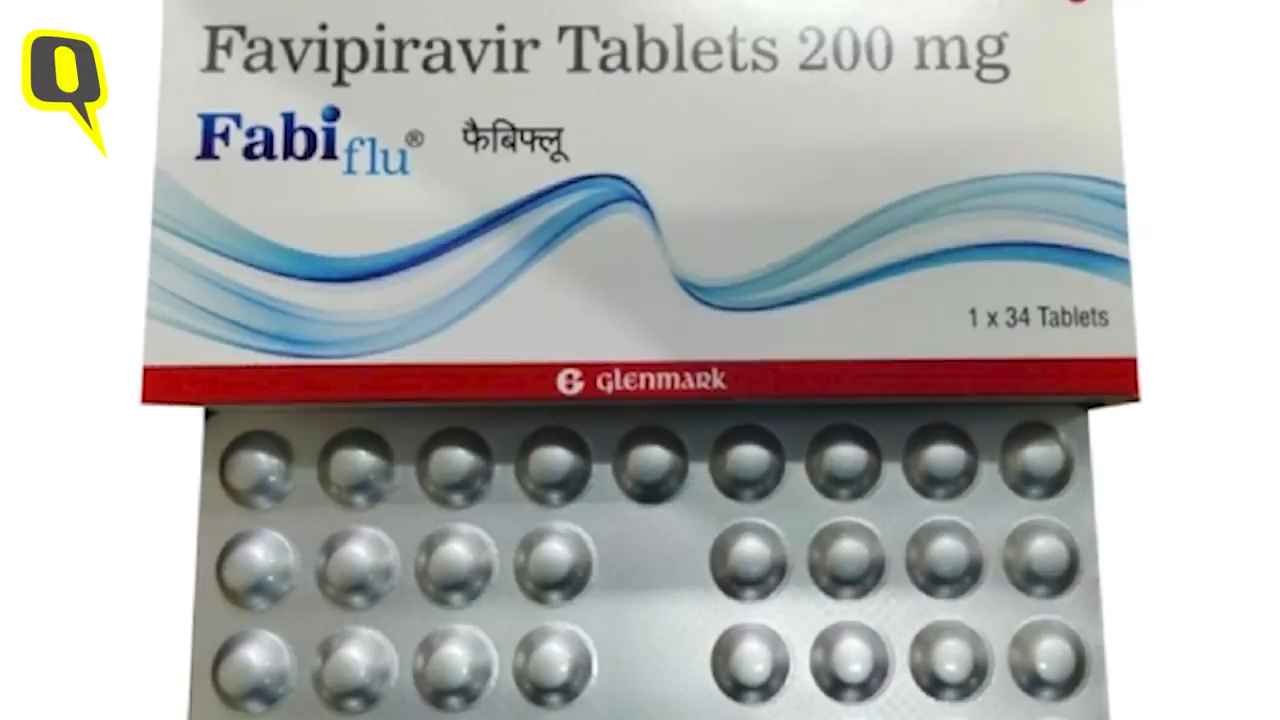 Q
Favipiravir Tablets 200 mg
Fabiflu® फैबिफ्लू
1 x 34 Tablets
glenmark